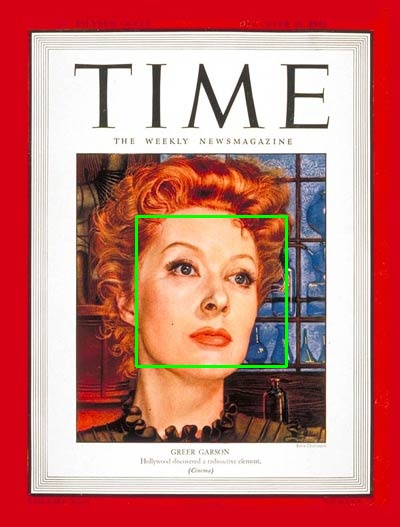 TIME
THE WEEKLY NEWSMAGAZINE
GREER GARSON
Hollywood discovered a radioactive element.
(Cinema)